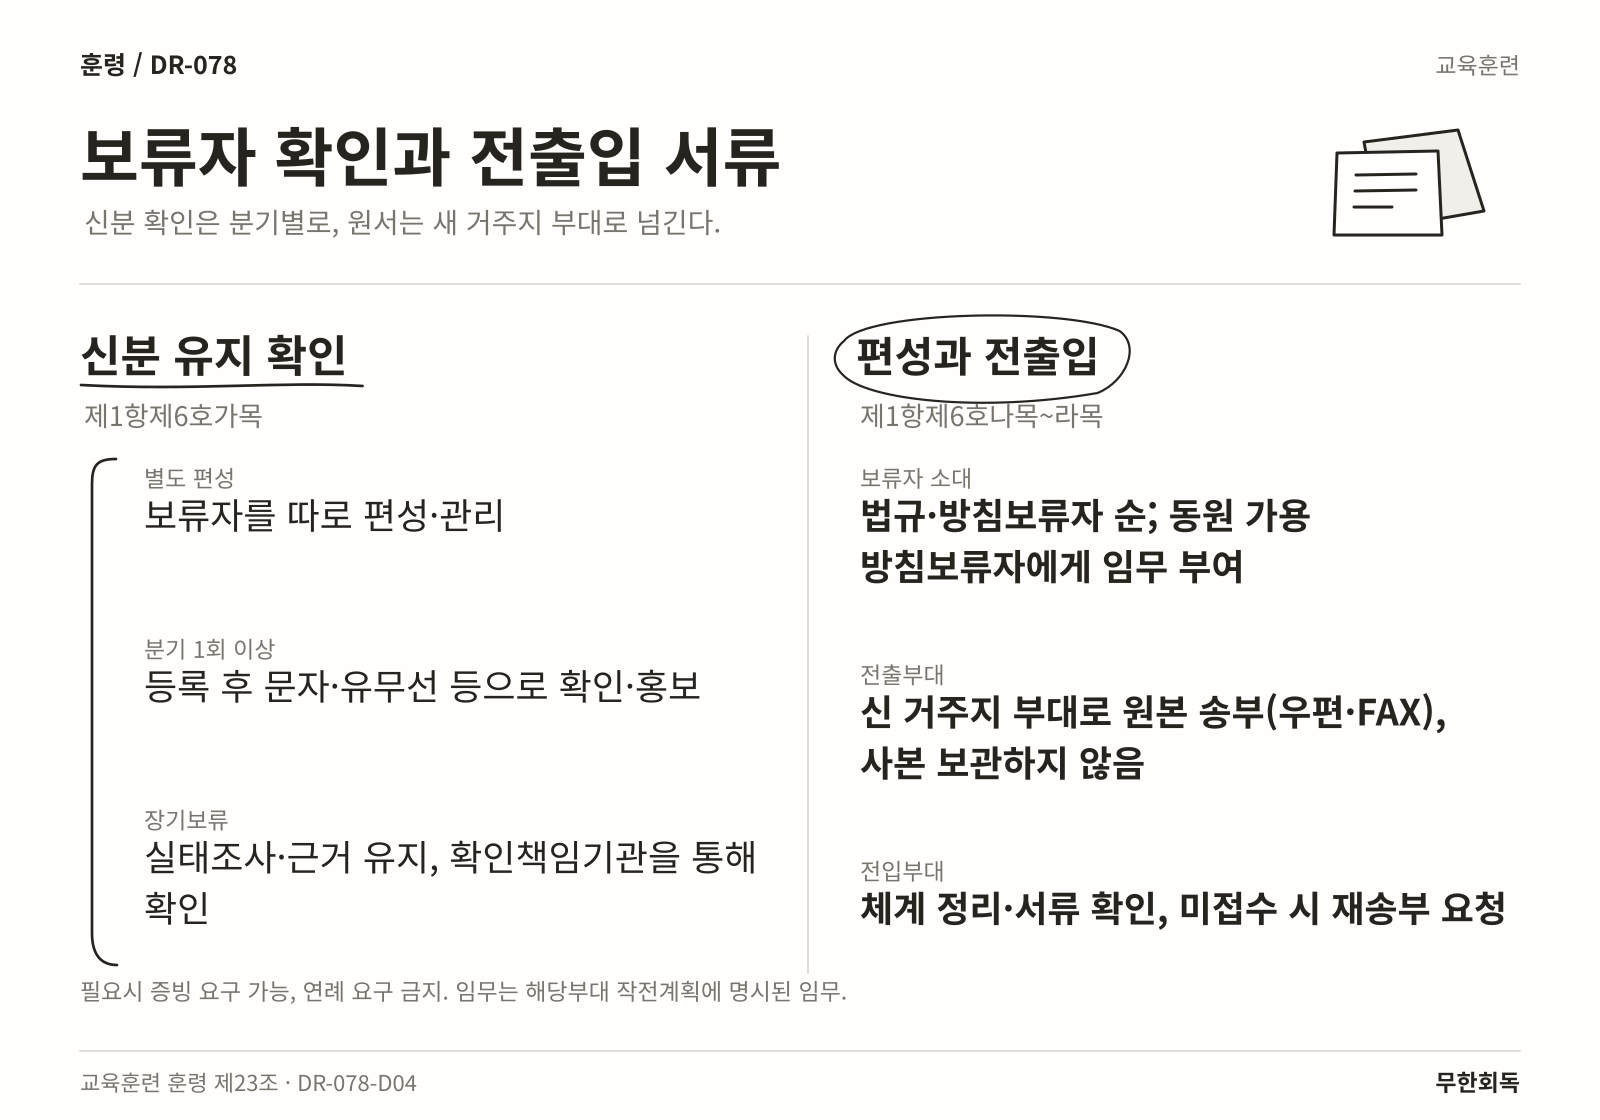 훈령 / DR-078
교육훈련
보류자 확인과 전출입 서류
신분 확인은 분기별로, 원서는 새 거주지 부대로 넘긴다.
신분 유지 확인
제1항제6호가목
별도 편성
보류자를 따로 편성·관리
분기 1회 이상
등록 후 문자·유무선 등으로 확인·홍보
장기보류
실태조사·근거 유지, 확인책임기관을 통해
확인
편성과 전출입
제1항제6호나목~라목
보류자 소대
법규·방침보류자 순; 동원 가용
방침보류자에게 임무 부여
전출부대
신 거주지 부대로 원본 송부(우편·FAX),
사본 보관하지 않음
전입부대
체계 정리·서류 확인, 미접수 시 재송부 요청
필요시 증빙 요구 가능, 연례 요구 금지. 임무는 해당부대 작전계획에 명시된 임무.
교육훈련 훈령 제23조 · DR-078-D04
무한회독